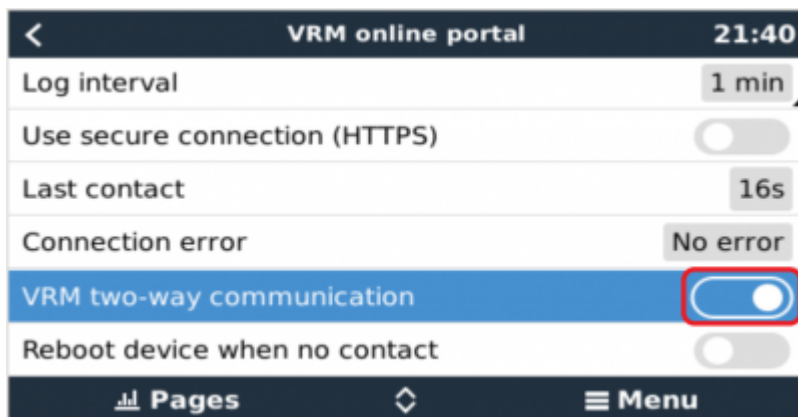 VRM online portal 21:40
Log interval 1 min
Use secure connection (HTTPS)
Last contact 16s
Connection error No error
VRM two-way communication
Reboot device when no contact
Pages Menu